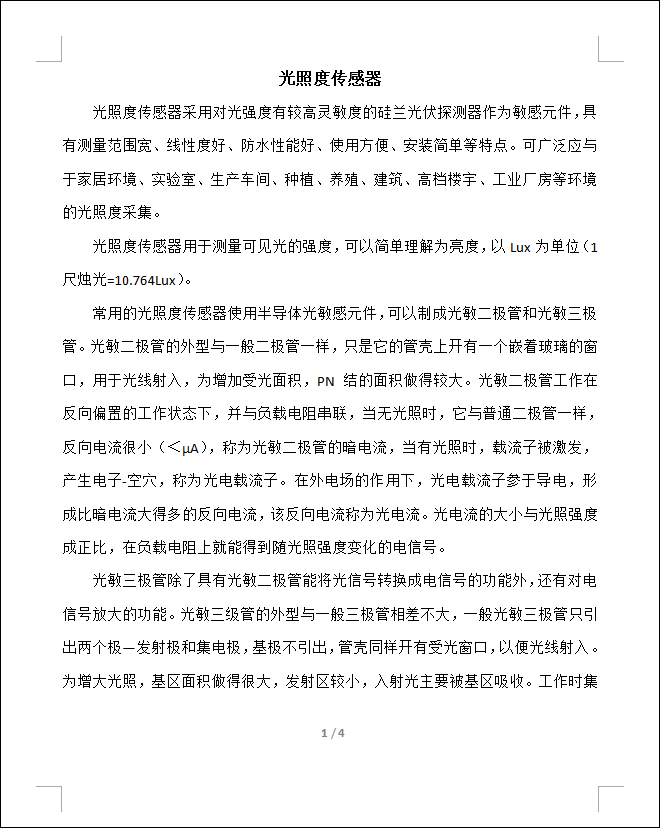 光照度传感器
光照度传感器采用对光强度有较高灵敏度的硅兰光伏探测器作为敏感元件，具
有测量范围宽、线性度好、防水性能好、使用方便、安装简单等特点。可广泛应与
于家居环境、实验室、生产车间、种植、养殖、建筑、高档楼宇、工业厂房等环境
的光照度采集。
光照度传感器用于测量可见光的强度，可以简单理解为亮度，以 Lux 为单位（1
尺烛光=10.764Lux）。
常用的光照度传感器使用半导体光敏感元件，可以制成光敏二极管和光敏三极
管。光敏二极管的外型与一般二极管一样，只是它的管壳上开有一个嵌着玻璃的窗
口，用于光线射入，为增加受光面积，PN 结的面积做得较大。光敏二极管工作在
反向偏置的工作状态下，并与负载电阻串联，当无光照时，它与普通二极管一样，
反向电流很小（＜μA），称为光敏二极管的暗电流，当有光照时，载流子被激发，
产生电子-空穴，称为光电载流子。在外电场的作用下，光电载流子参于导电，形
成比暗电流大得多的反向电流，该反向电流称为光电流。光电流的大小与光照强度
成正比，在负载电阻上就能得到随光照强度变化的电信号。
光敏三极管除了具有光敏二极管能将光信号转换成电信号的功能外，还有对电
信号放大的功能。光敏三级管的外型与一般三极管相差不大，一般光敏三极管只引
出两个极—发射极和集电极，基极不引出，管壳同样开有受光窗口，以便光线射入。
为增大光照，基区面积做得很大，发射区较小，入射光主要被基区吸收。工作时集
1 / 4